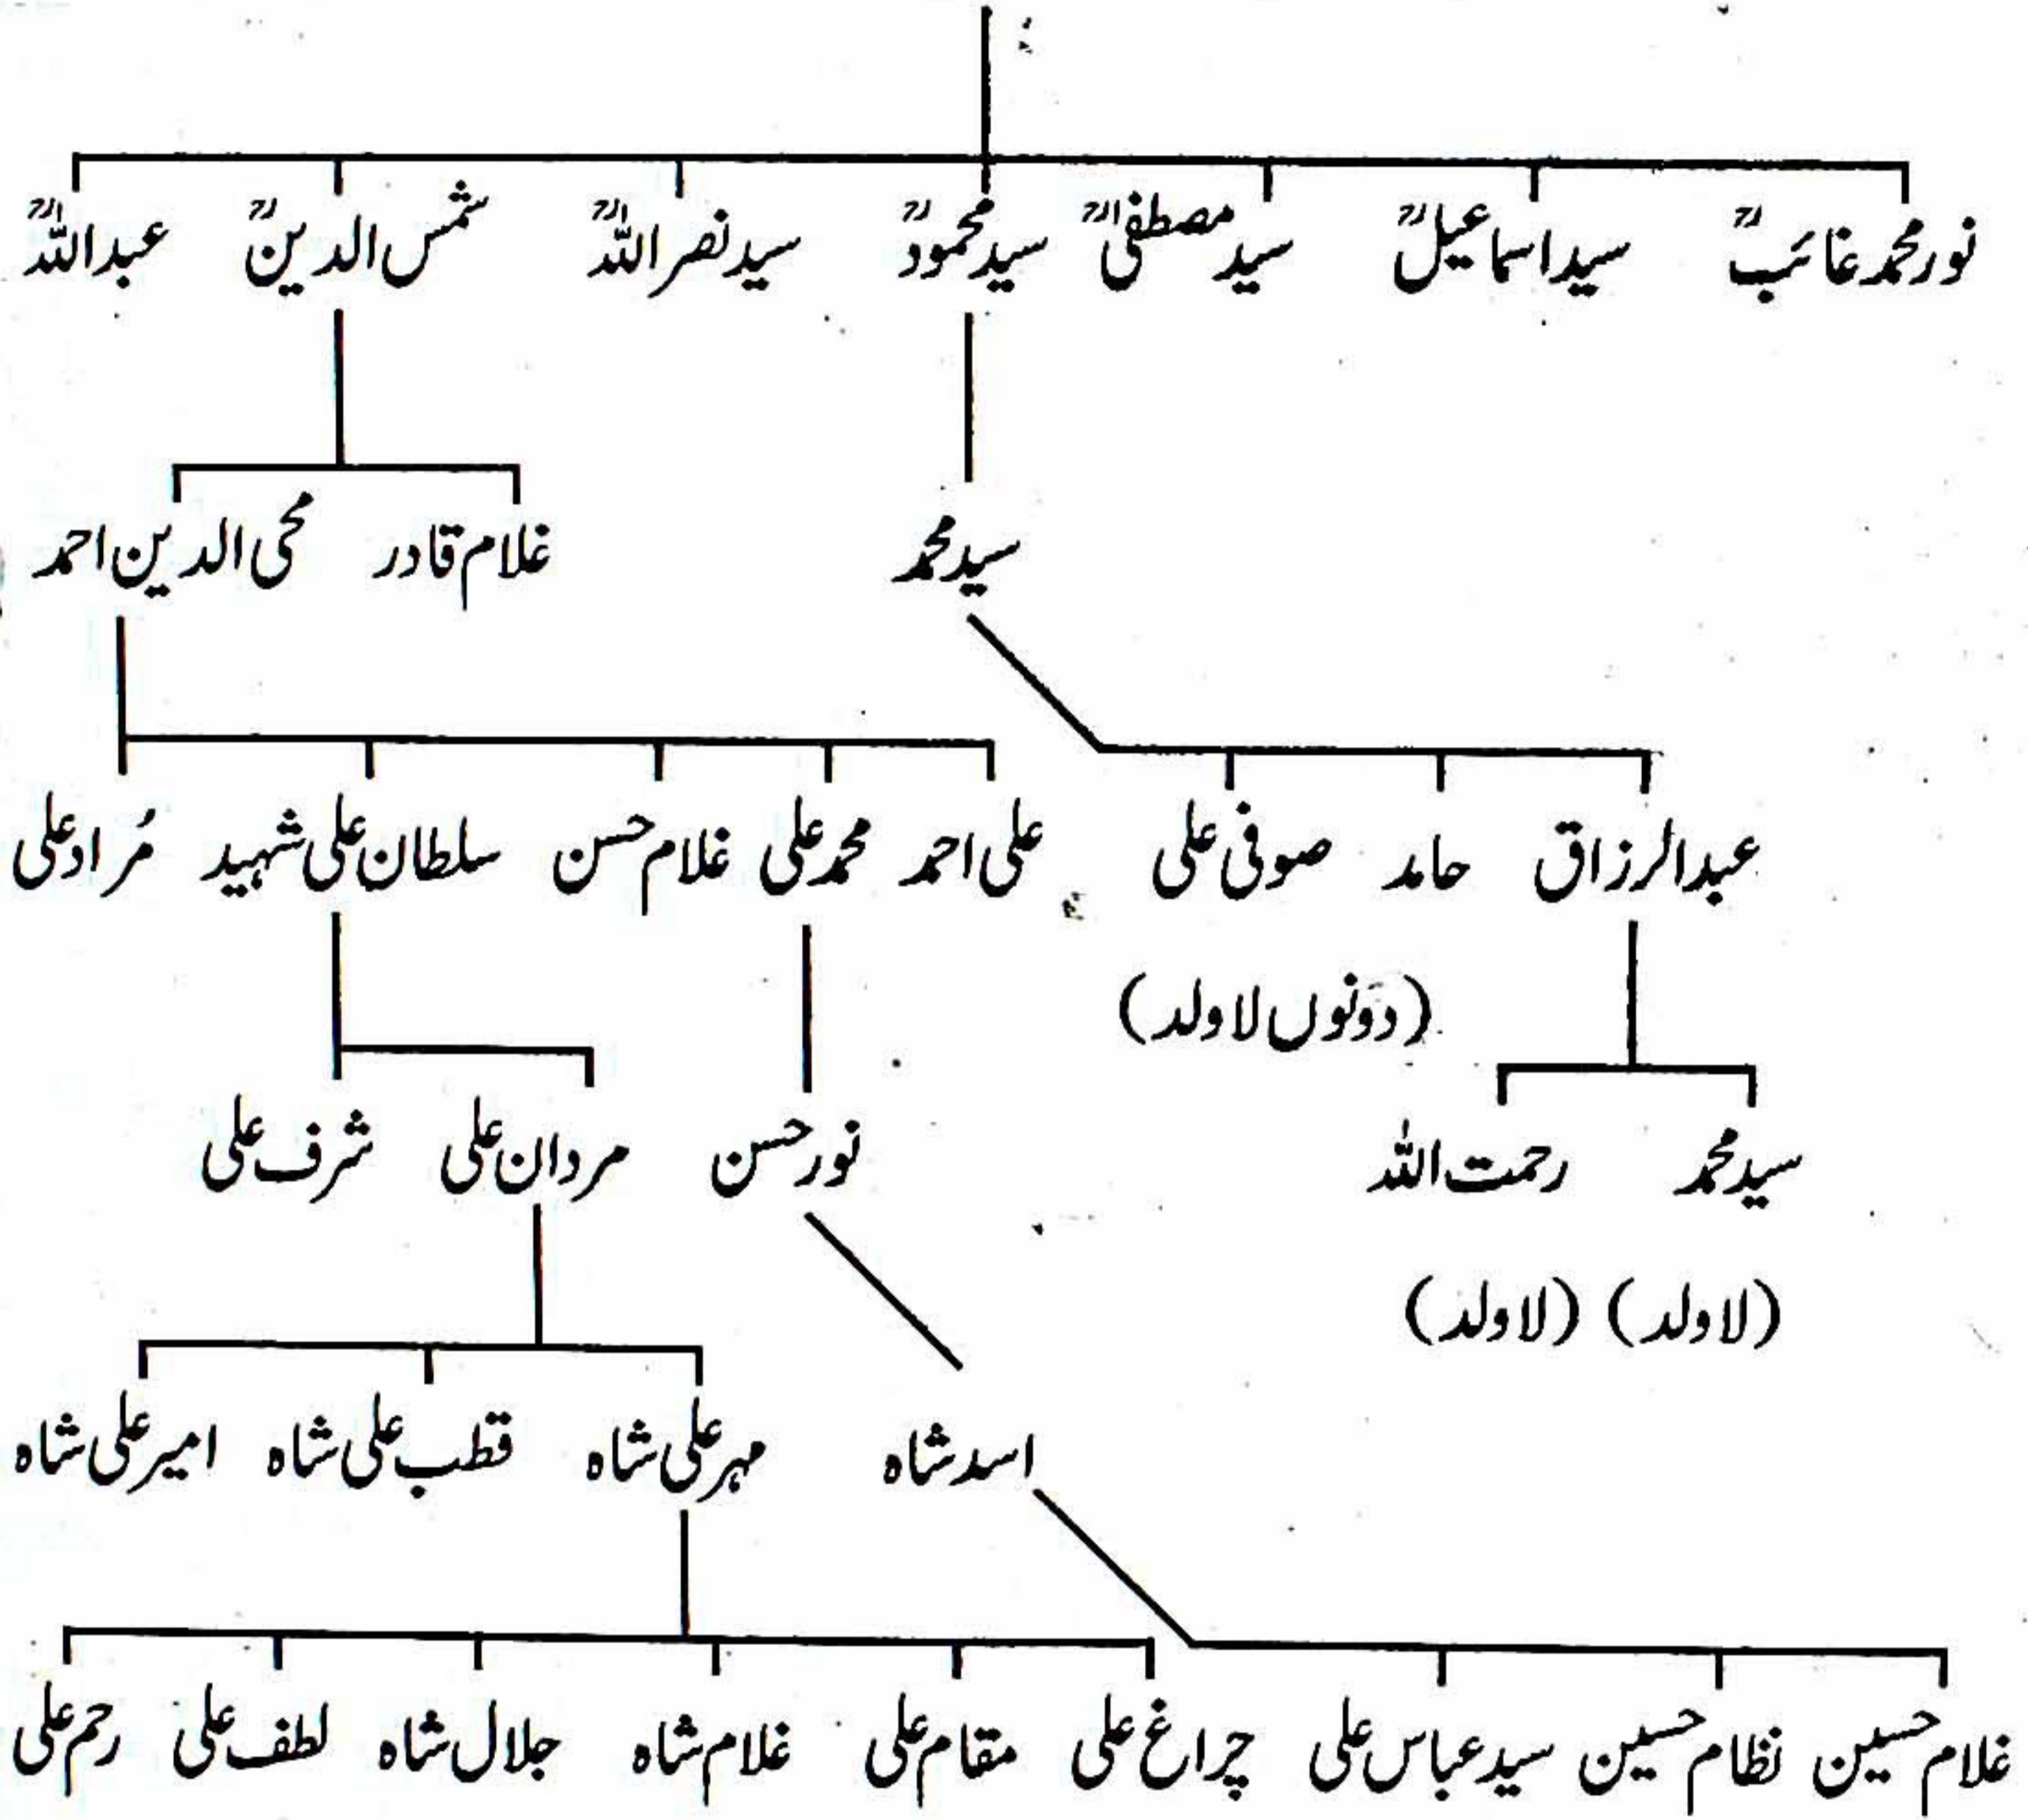 نور محمد غائبؒ سید اسماعیلؒ سید مصطفیٰؒ سید محمودؒ سید نصر اللہؒ شمس الدینؒ عبداللہؒ
سید محمد غلام قادر محی الدین احمد
عبدالرزاق حامد صوفی علی علی احمد محمد علی غلام حسن سلطان علی شہید مُراد علی
(دونوں لاولد)
سید محمد رحمت اللہ نور حسن مردان علی شرف علی
(لاولد) (لاولد)
اسد شاہ مہر علی شاہ قطب علی شاہ امیر علی شاہ
غلام حسین نظام حسین سید عباس علی چراغ علی مقام علی غلام شاہ جلال شاہ لطف علی رحم علی